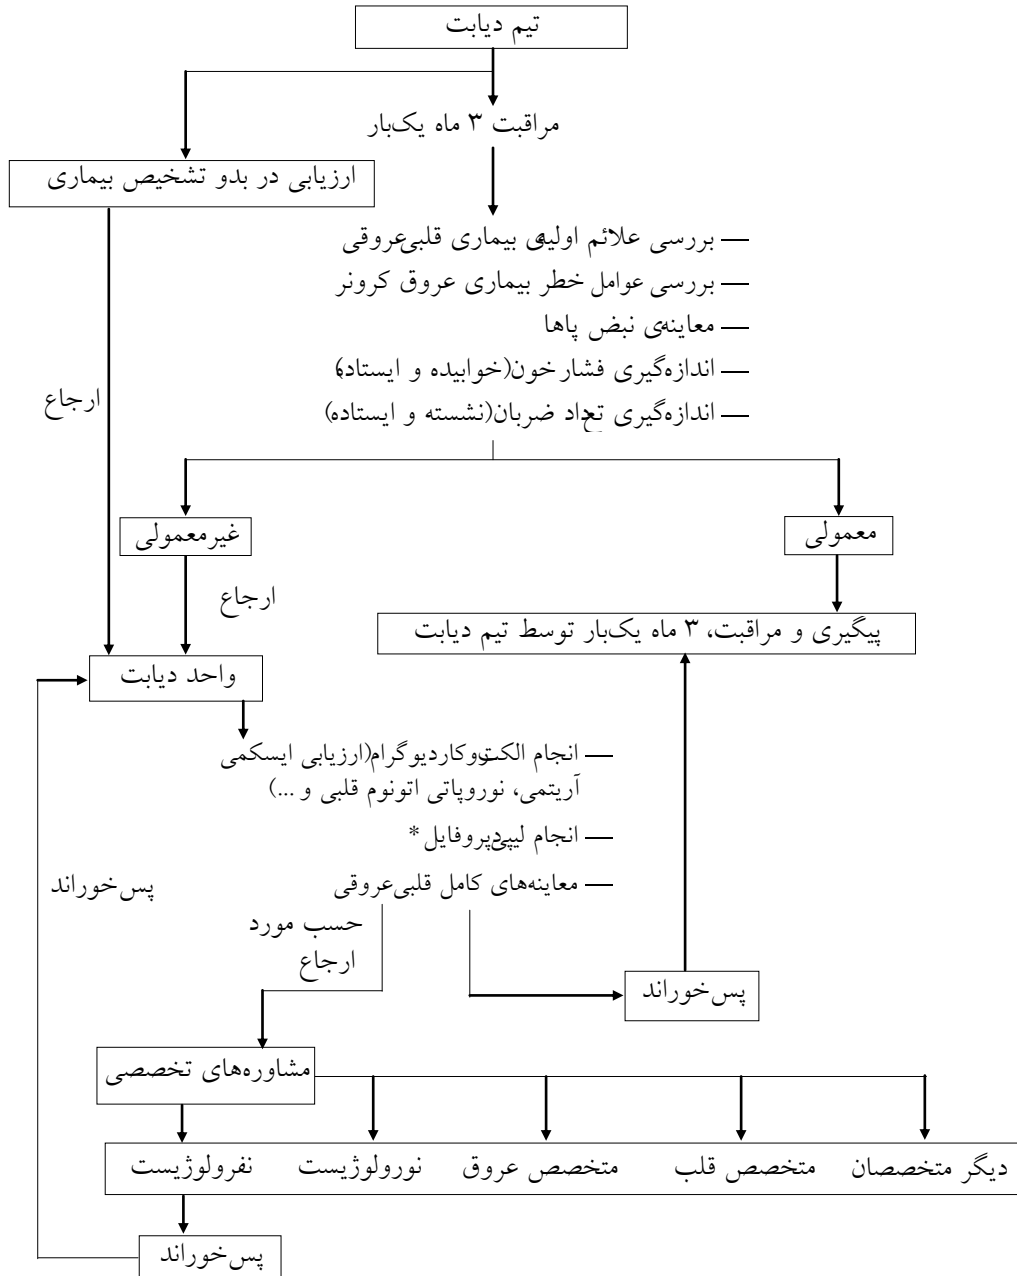 تیم دیابت
مراقبت ۳ ماه یک‌بار
ارزیابی در بدو تشخیص بیماری
— بررسی علائم اولیه‌ی بیماری قلبی‌عروقی
— بررسی عوامل خطر بیماری عروق کرونر
— معاینه‌ی نبض پاها
— اندازه‌گیری فشار خون(خوابیده و ایستاده)
— اندازه‌گیری تعداد ضربان(نشسته و ایستاده)
ارجاع
غیرمعمولی
معمولی
ارجاع
پیگیری و مراقبت، ۳ ماه یک‌بار توسط تیم دیابت
واحد دیابت
— انجام الکتروکاردیوگرام(ارزیابی ایسکمی
آریتمی، نوروپاتی اتونوم قلبی و ...)
— انجام لیپیدپروفایل *
— معاینه‌های کامل قلبی‌عروقی
پس‌خوراند
حسب مورد
ارجاع
پس‌خوراند
مشاوره‌های تخصصی
دیگر متخصصان
متخصص قلب
متخصص عروق
نورولوژیست
نفرولوژیست
پس‌خوراند